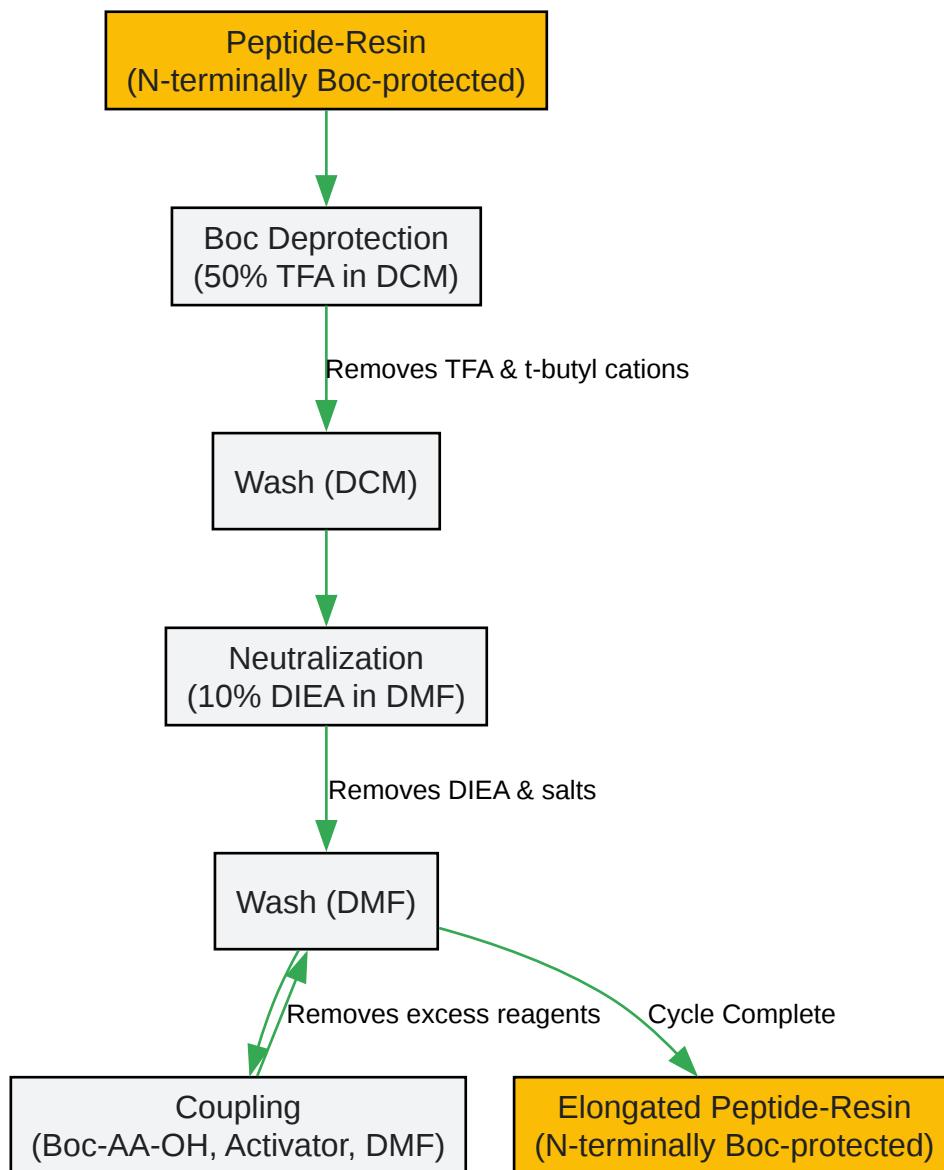 Peptide-Resin
(N-terminally Boc-protected)
Boc Deprotection
(50% TFA in DCM)
Removes TFA & t-butyl cations
Wash (DCM)
Neutralization
(10% DIEA in DMF)
Removes DIEA & salts
Wash (DMF)
Removes excess reagents
Cycle Complete
Coupling
(Boc-AA-OH, Activator, DMF)
Elongated Peptide-Resin
(N-terminally Boc-protected)